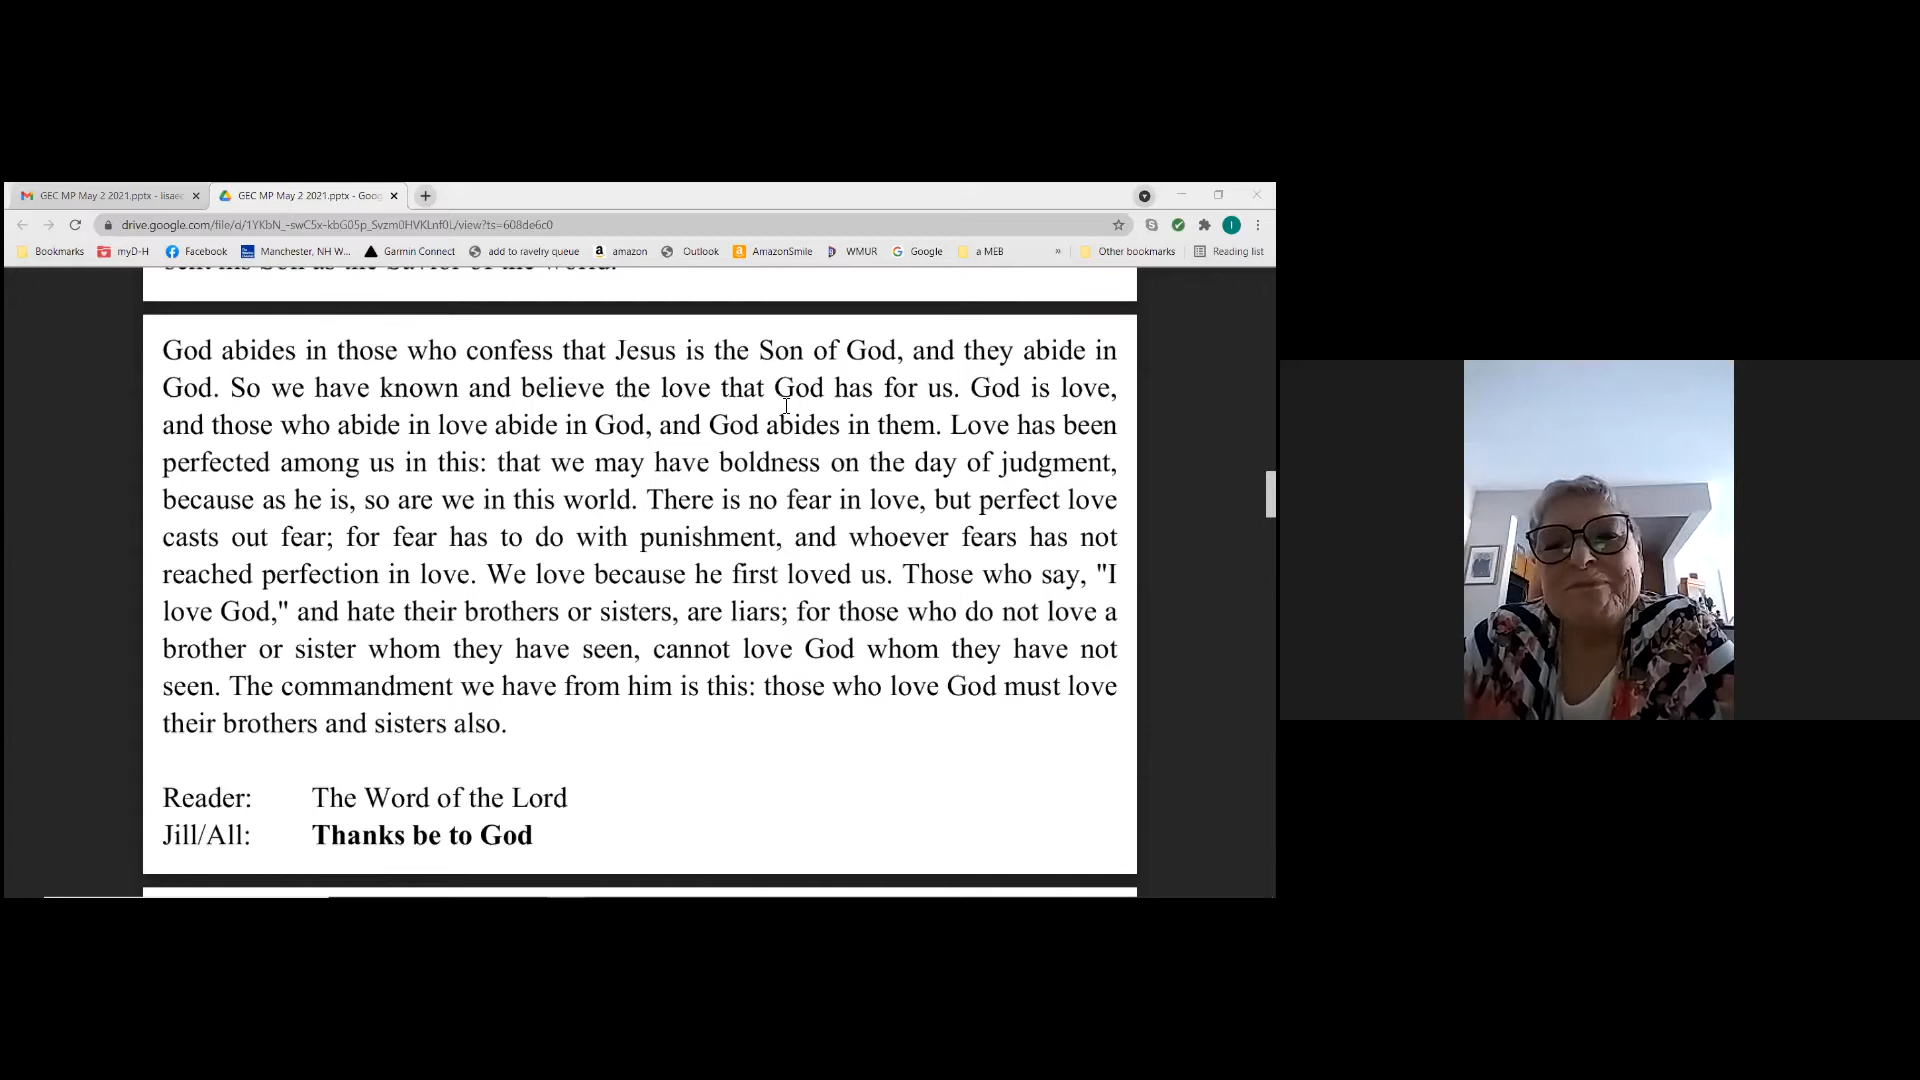 GEC MP May 2 2021.pptx - lisaec
GEC MP May 2 2021.pptx - Goog
drive.google.com/file/d/1YKbN_-swC5x-kbG05p_Svzm0HVKLnf0L/view?ts=608de6c0
Bookmarks myD-H Facebook Manchester, NH W... Garmin Connect add to ravelry queue amazon Outlook AmazonSmile WMUR Google a MEB » Other bookmarks Reading list
sent his Son as the Savior of the world.
God abides in those who confess that Jesus is the Son of God, and they abide in
God. So we have known and believe the love that God has for us. God is love,
and those who abide in love abide in God, and God abides in them. Love has been
perfected among us in this: that we may have boldness on the day of judgment,
because as he is, so are we in this world. There is no fear in love, but perfect love
casts out fear; for fear has to do with punishment, and whoever fears has not
reached perfection in love. We love because he first loved us. Those who say, "I
love God," and hate their brothers or sisters, are liars; for those who do not love a
brother or sister whom they have seen, cannot love God whom they have not
seen. The commandment we have from him is this: those who love God must love
their brothers and sisters also.
Reader: The Word of the Lord
Jill/All: Thanks be to God